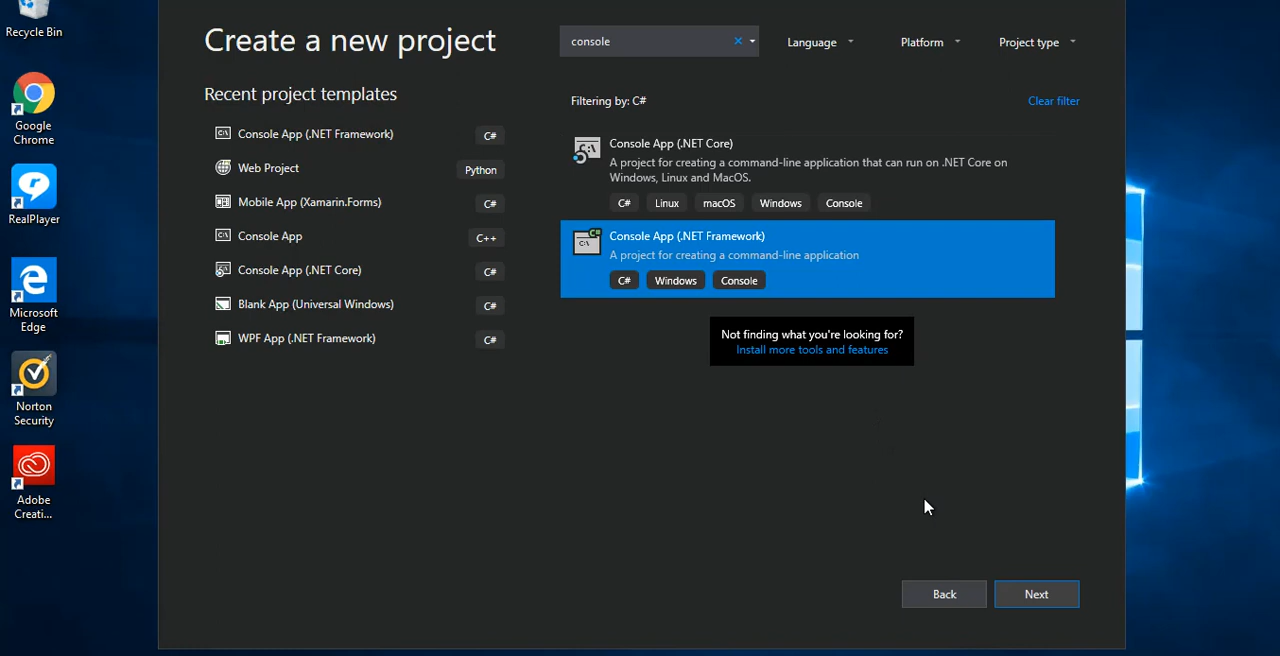 Recycle Bin
Google
Chrome
RealPlayer
Microsoft
Edge
Norton
Security
Adobe
Creati...
Create a new project
console
Language
Platform
Project type
Recent project templates
Console App (.NET Framework) C#
Web Project Python
Mobile App (Xamarin.Forms) C#
Console App C++
Console App (.NET Core) C#
Blank App (Universal Windows) C#
WPF App (.NET Framework) C#
Filtering by: C#
Clear filter
Console App (.NET Core)
A project for creating a command-line application that can run on .NET Core on
Windows, Linux and MacOS.
C# Linux macOS Windows Console
Console App (.NET Framework)
A project for creating a command-line application
C# Windows Console
Not finding what you're looking for?
Install more tools and features
Back
Next